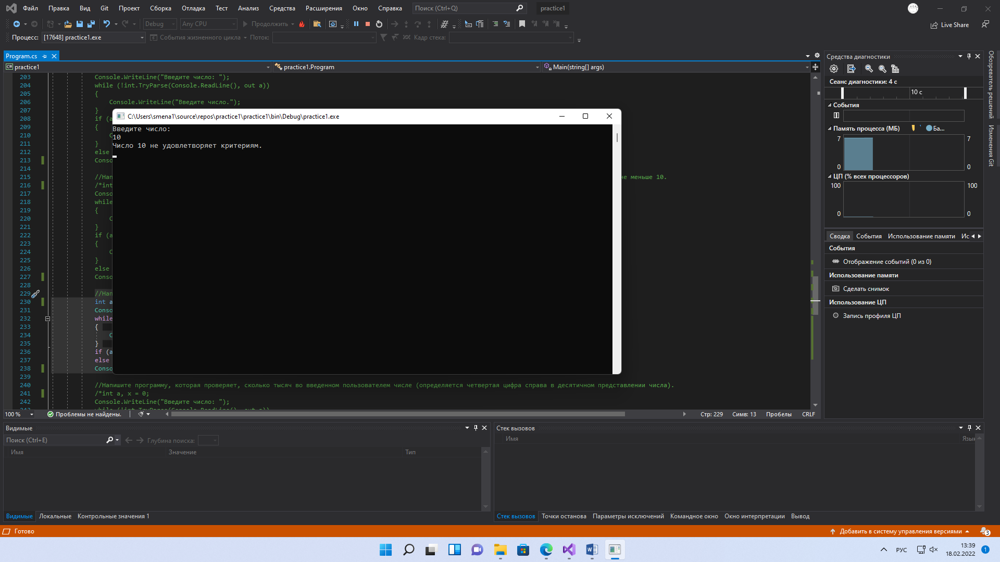 Файл Правка Вид Git Проект Сборка Отладка Тест Анализ Средства Расширения Окно Справка Поиск (Ctrl+Q) practice1
Debug Any CPU Продолжить Live Share
Процесс: [17648] practice1.exe События жизненного цикла Поток: Кадр стека:
Program.cs
practice1 practice1.Program Main(string[] args)
203 Console.WriteLine("Введите число: ");
204 while (!int.TryParse(Console.ReadLine(), out a))
205 {
206 Console.WriteLine("Введите число.");
207 }
208 if (a
209 {
210 C
211 }
212 else
213 Conso
214
215 //Нап не меньше 10.
216 /*int
217 Conso
218 while
219 {
220 C
221 }
222 if (a
223 {
224 C
225 }
226 else
227 Conso
228
229 //Нап
230 int a
231 Conso
232 while
233 {
234 C
235 }
236 if (a
237 else
238 Conso
239
240 //Напишите программу, которая проверяет, сколько тысяч во введенном пользователем числе (определяется четвертая цифра справа в десятичном представлении числа).
241 /*int a, x = 0;
242 Console.WriteLine("Введите число: ");
243 while (!int.TryParse(Console.ReadLine(), out a))
C:\Users\smena1\source\repos\practice1\practice1\bin\Debug\practice1.exe
Введите число:
10
Число 10 не удовлетворяет критериям.
100 % Проблемы не найдены. Стр: 229 Симв: 13 Пробелы CRLF
Средства диагностики
Сеанс диагностики: 4 с
10 с
События
Память процесса (МБ) Ба...
7 7
0 0
ЦП (% всех процессоров)
100 100
0 0
Сводка События Использование памяти Ис
События
Отображение событий (0 из 0)
Использование памяти
Сделать снимок
Использование ЦП
Запись профиля ЦП
Обозреватель решений
Изменения Git
Видимые
Поиск (Ctrl+E) Глубина поиска:
Имя Значение Тип
Видимые Локальные Контрольные значения 1
Стек вызовов
Имя Язык
Стек вызовов Точки останова Параметры исключений Командное окно Окно интерпретации Вывод
Готово Добавить в систему управления версиями 3
РУС 13:39
18.02.2022 1